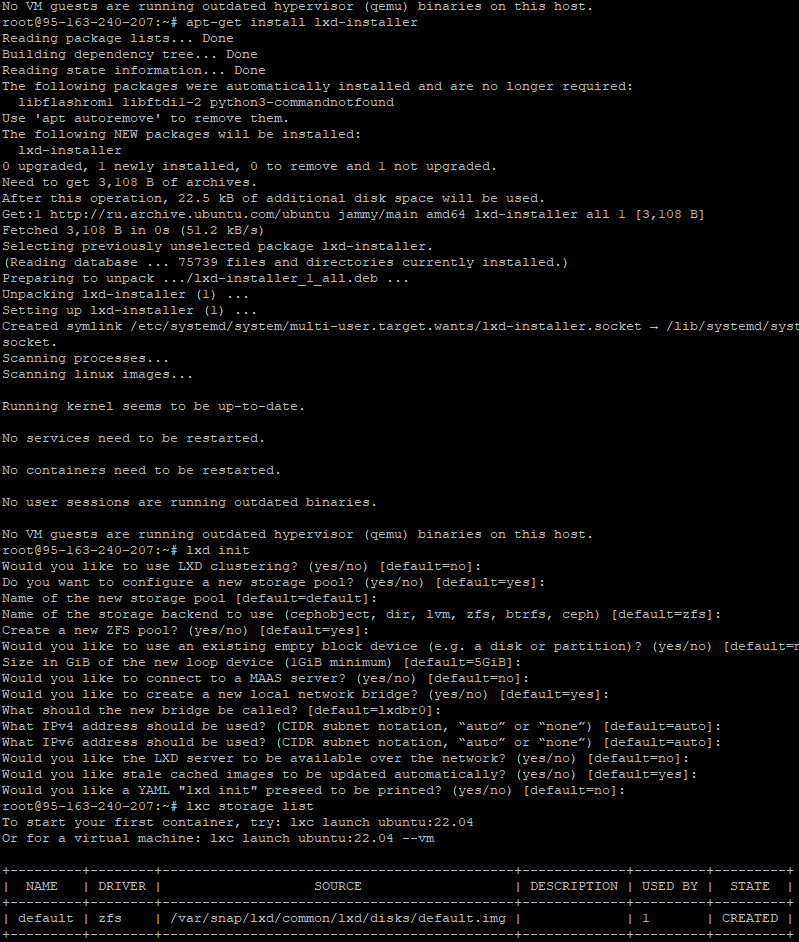 No VM guests are running outdated hypervisor (qemu) binaries on this host.
root@95-163-240-207:~# apt-get install lxd-installer
Reading package lists... Done
Building dependency tree... Done
Reading state information... Done
The following packages were automatically installed and are no longer required:
  libflashrom1 libftdi1-2 python3-commandnotfound
Use 'apt autoremove' to remove them.
The following NEW packages will be installed:
  lxd-installer
0 upgraded, 1 newly installed, 0 to remove and 1 not upgraded.
Need to get 3,108 B of archives.
After this operation, 22.5 kB of additional disk space will be used.
Get:1 http://ru.archive.ubuntu.com/ubuntu jammy/main amd64 lxd-installer all 1 [3,108 B]
Fetched 3,108 B in 0s (51.2 kB/s)
Selecting previously unselected package lxd-installer.
(Reading database ... 75739 files and directories currently installed.)
Preparing to unpack .../lxd-installer_1_all.deb ...
Unpacking lxd-installer (1) ...
Setting up lxd-installer (1) ...
Created symlink /etc/systemd/system/multi-user.target.wants/lxd-installer.socket → /lib/systemd/syst
socket.
Scanning processes...
Scanning linux images...

Running kernel seems to be up-to-date.

No services need to be restarted.

No containers need to be restarted.

No user sessions are running outdated binaries.

No VM guests are running outdated hypervisor (qemu) binaries on this host.
root@95-163-240-207:~# lxd init
Would you like to use LXD clustering? (yes/no) [default=no]:
Do you want to configure a new storage pool? (yes/no) [default=yes]:
Name of the new storage pool [default=default]:
Name of the storage backend to use (cephobject, dir, lvm, zfs, btrfs, ceph) [default=zfs]:
Create a new ZFS pool? (yes/no) [default=yes]:
Would you like to use an existing empty block device (e.g. a disk or partition)? (yes/no) [default=n
Size in GiB of the new loop device (1GiB minimum) [default=5GiB]:
Would you like to connect to a MAAS server? (yes/no) [default=no]:
Would you like to create a new local network bridge? (yes/no) [default=yes]:
What should the new bridge be called? [default=lxdbr0]:
What IPv4 address should be used? (CIDR subnet notation, “auto” or “none”) [default=auto]:
What IPv6 address should be used? (CIDR subnet notation, “auto” or “none”) [default=auto]:
Would you like the LXD server to be available over the network? (yes/no) [default=no]:
Would you like stale cached images to be updated automatically? (yes/no) [default=yes]:
Would you like a YAML "lxd init" preseed to be printed? (yes/no) [default=no]:
root@95-163-240-207:~# lxc storage list
To start your first container, try: lxc launch ubuntu:22.04
Or for a virtual machine: lxc launch ubuntu:22.04 --vm

+---------+--------+--------------------------------------------+-------------+---------+---------+
|  NAME   | DRIVER |                   SOURCE                   | DESCRIPTION | USED BY |  STATE  |
+---------+--------+--------------------------------------------+-------------+---------+---------+
| default | zfs    | /var/snap/lxd/common/lxd/disks/default.img |             | 1       | CREATED |
+---------+--------+--------------------------------------------+-------------+---------+---------+